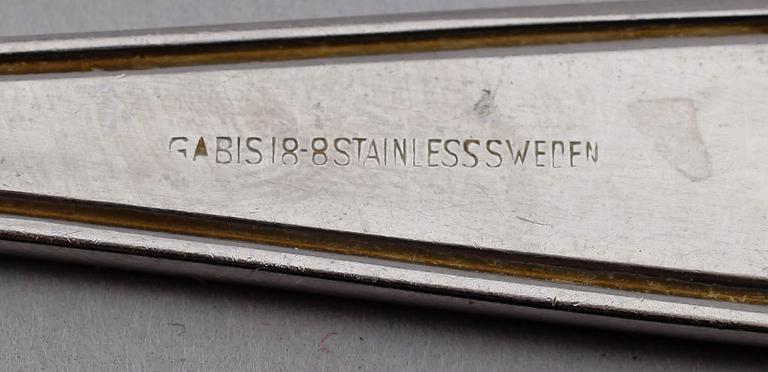 GAB IS 18-8 STAINLESS SWEDEN